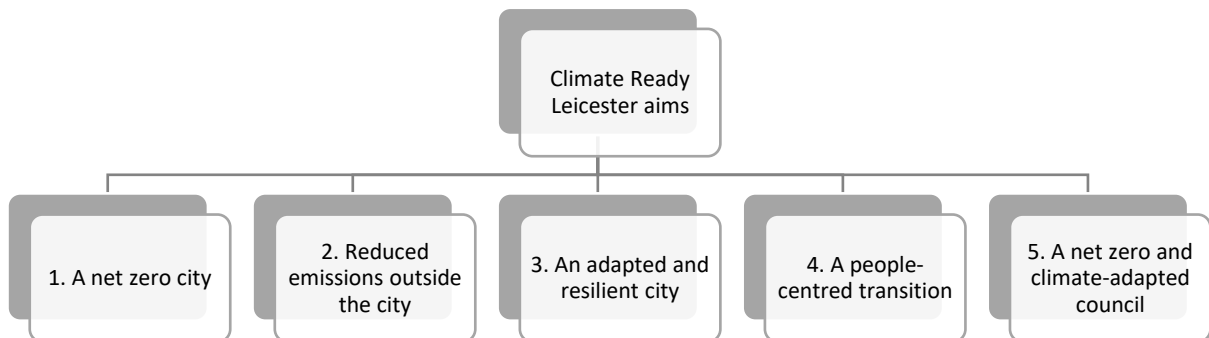 Climate Ready
Leicester aims
1. A net zero city
2. Reduced
emissions outside
the city
3. An adapted and
resilient city
4. A people-
centred transition
5. A net zero and
climate-adapted
council